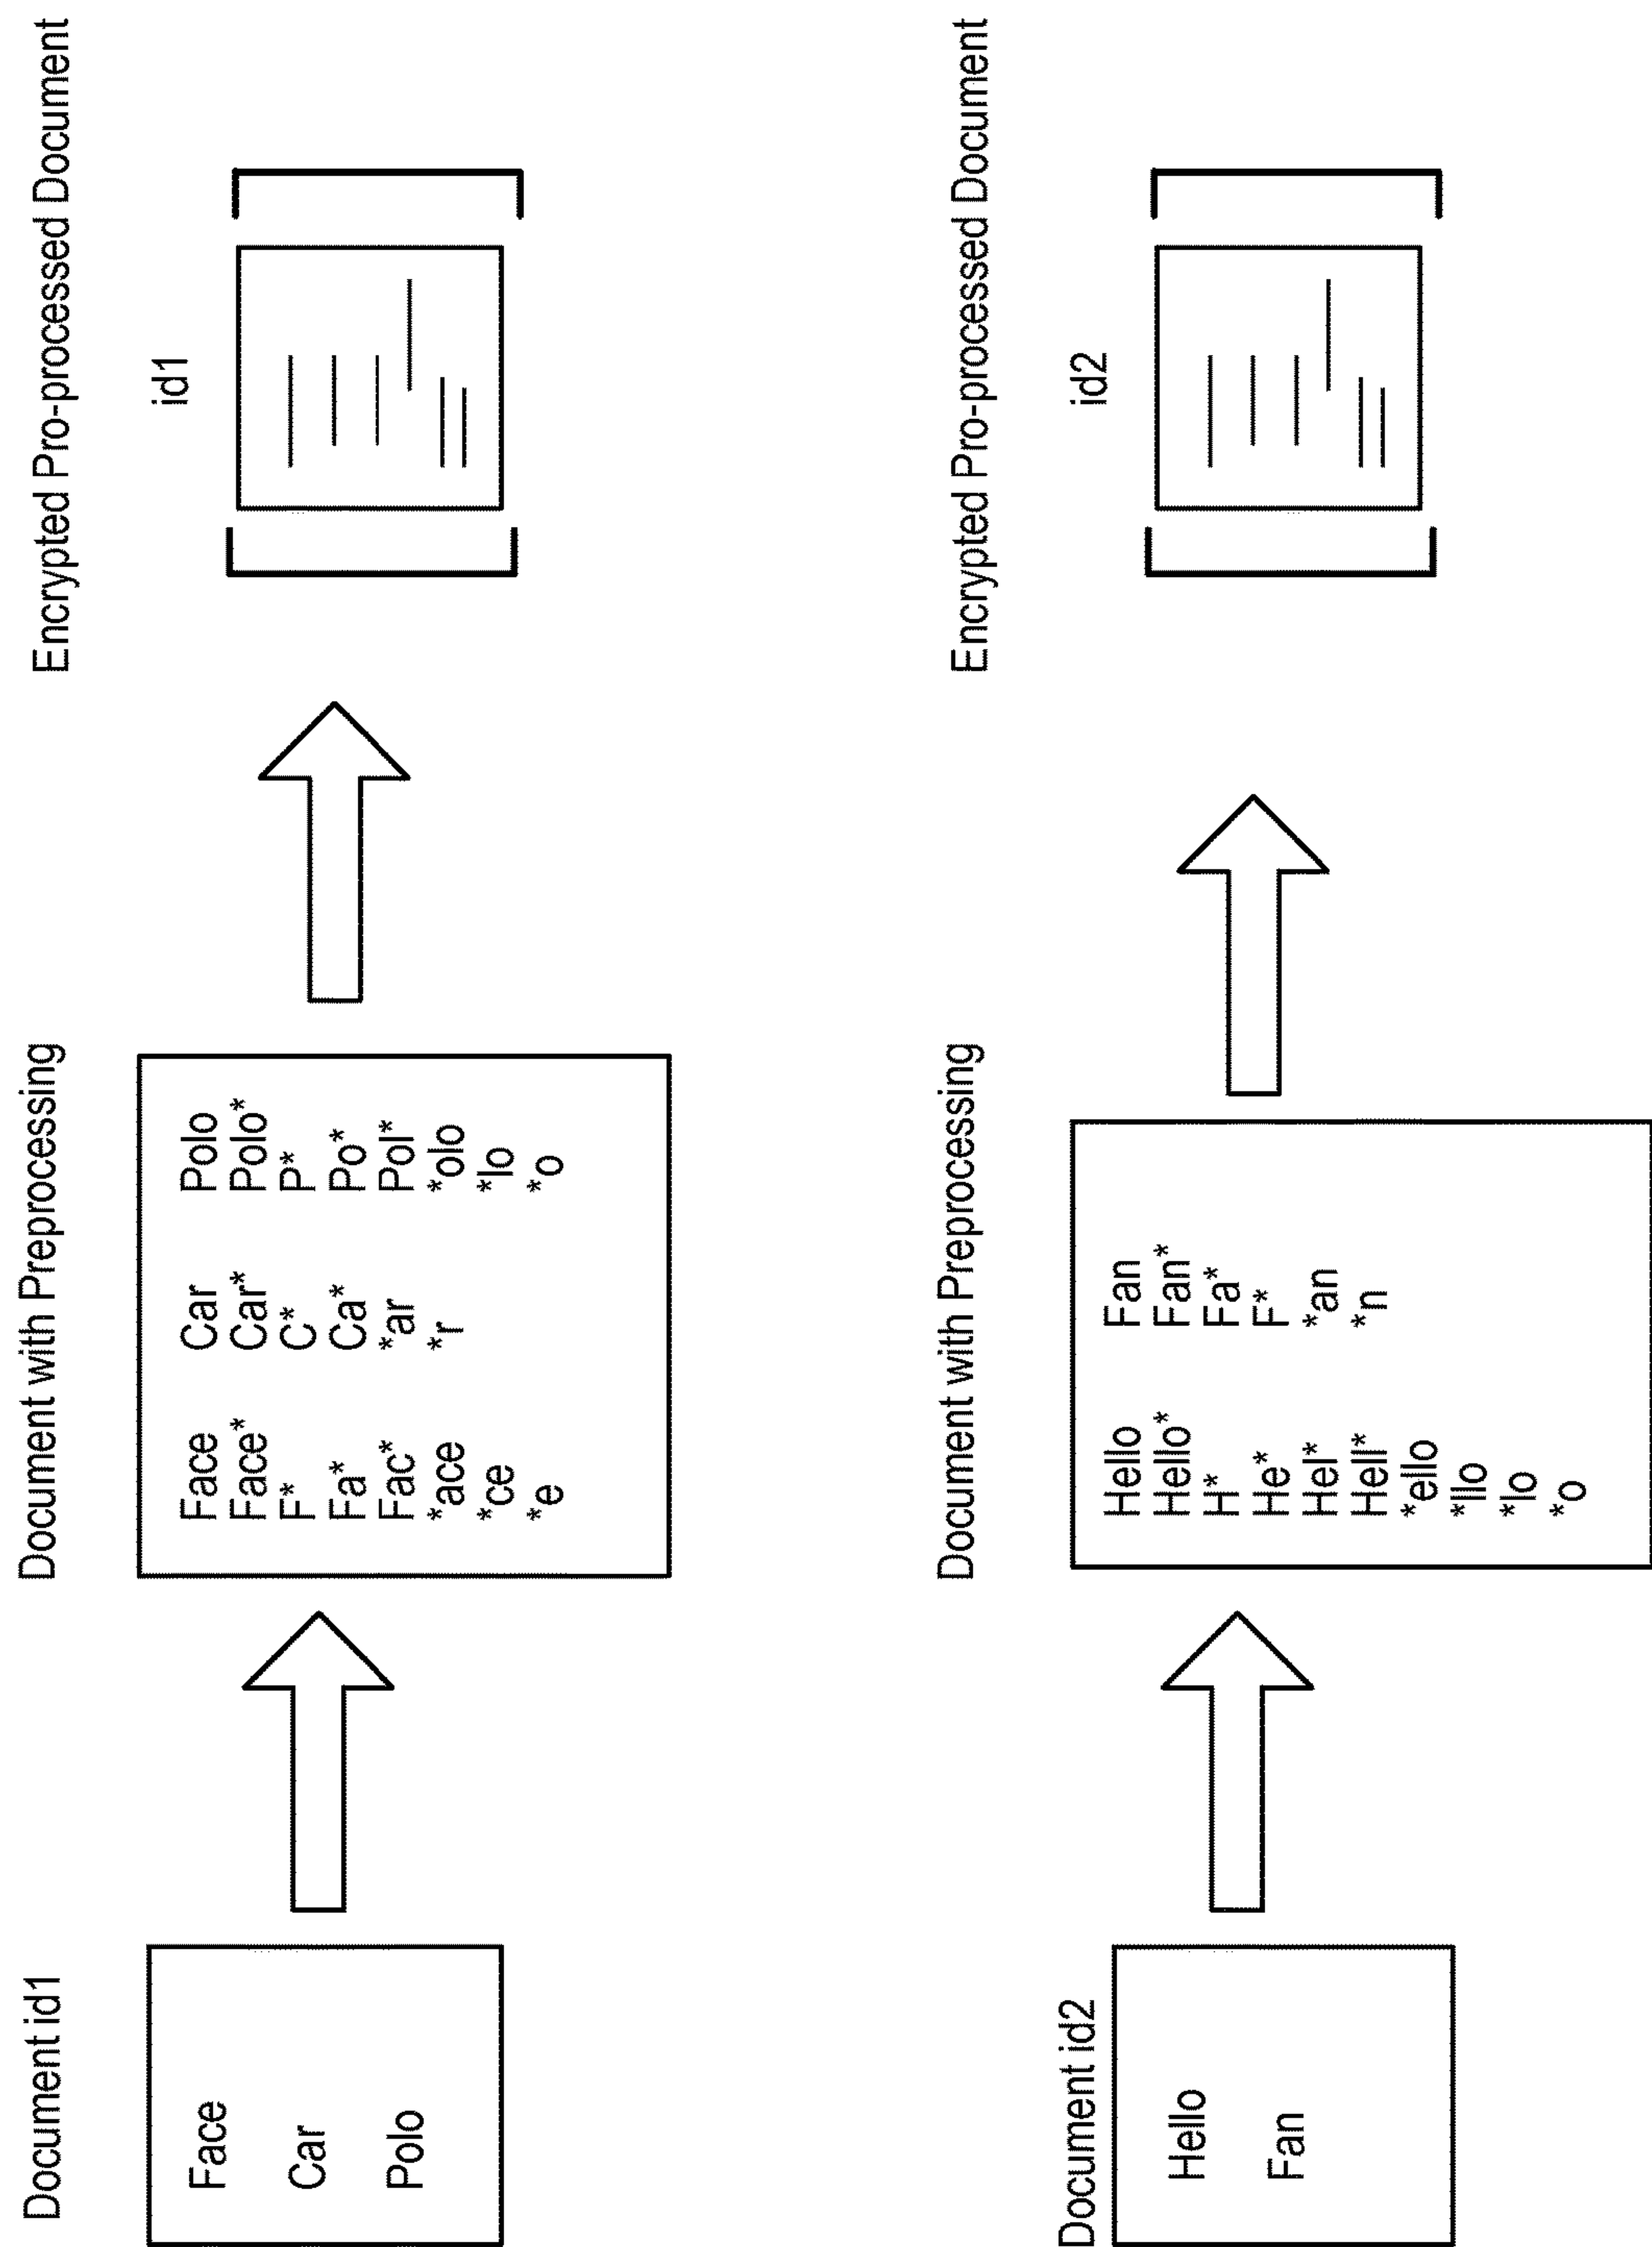 Document id1
Face
Car
Polo
Document with Preprocessing
Face Car Polo
Face* Car* Polo*
F* C* P*
Fa* Ca* Po*
Fac* *ar Pol*
*ace *r *olo
*ce *lo
*e *o
Encrypted Pro-processed Document
id1
Document id2
Hello
Fan
Document with Preprocessing
Hello Fan
Hello* Fan*
H* Fa*
He* F*
Hel* *an
Hell* *n
*ello
*llo
*lo
*o
Encrypted Pro-processed Document
id2